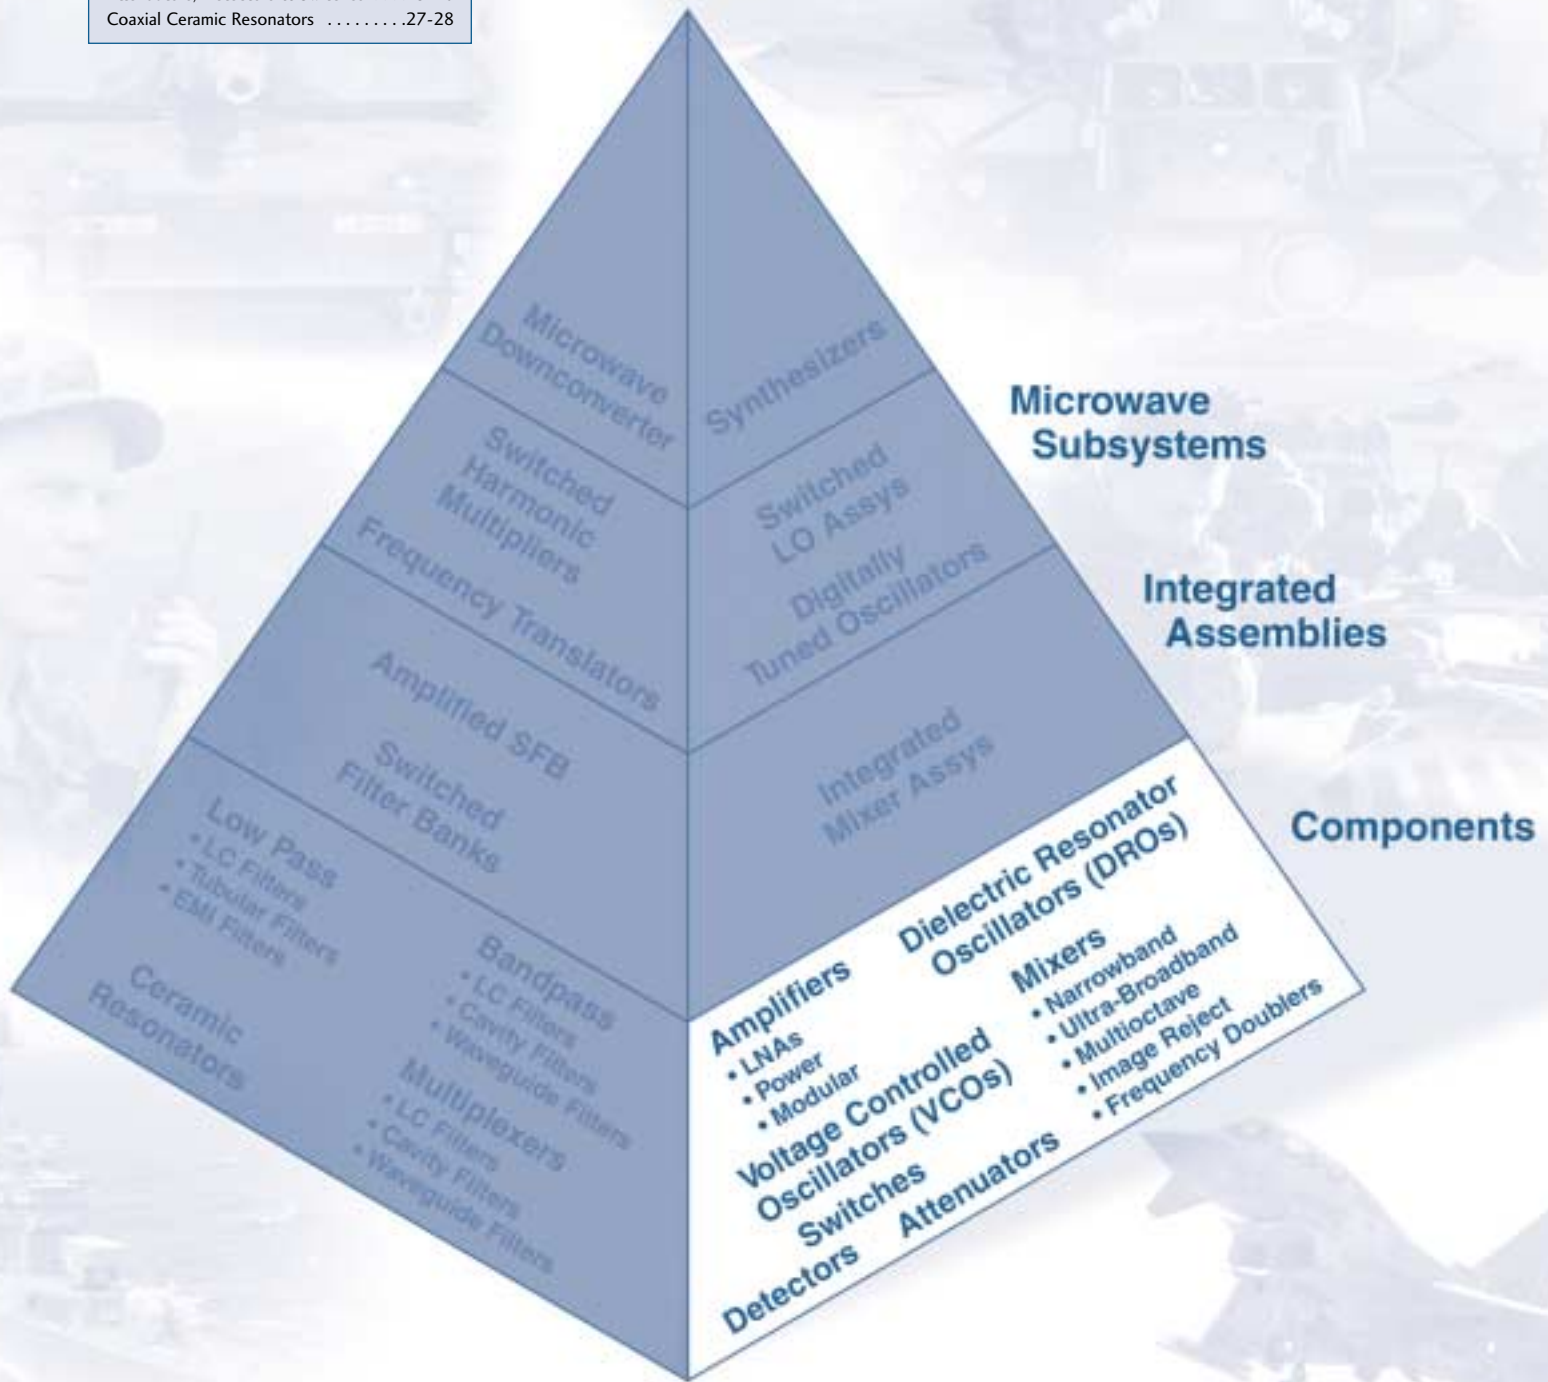 Coaxial Ceramic Resonators .........27-28
Microwave
Downconverter
Synthesizers
Microwave
Subsystems
Switched
Harmonic
Multipliers
Frequency Translators
Switched
LO Assys
Digitally
Tuned Oscillators
Integrated
Assemblies
Amplified SFB
Switched
Filter Banks
Integrated
Mixer Assys
Components
Low Pass
• LC Filters
• Tubular Filters
• EMI Filters
Ceramic
Resonators
Bandpass
• LC Filters
• Cavity Filters
• Waveguide Filters
Multiplexers
• LC Filters
• Cavity Filters
• Waveguide Filters
Dielectric Resonator
Oscillators (DROs)
Amplifiers
• LNAs
• Power
• Modular
Mixers
• Narrowband
• Ultra-Broadband
• Multioctave
• Image Reject
• Frequency Doublers
Voltage Controlled
Oscillators (VCOs)
Switches
Attenuators
Detectors